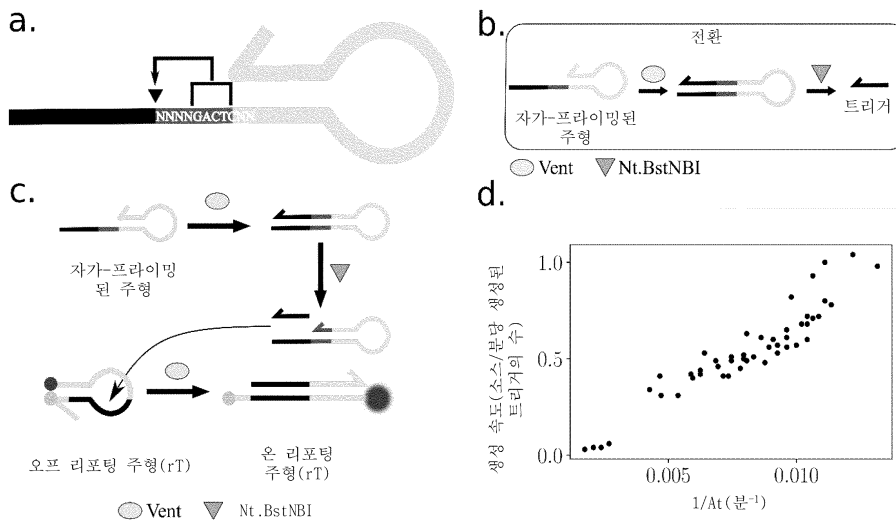 a.
NNNNGACTCNN
b.
전환
자가-프라이밍된
주형
트리거
Vent Nt.BstNBI
c.
자가-프라이밍
된 주형
오프 리포팅 주형(rT)
온 리포팅
주형(rT)
Vent Nt.BstNBI
d.
생성 속도(소스/분당 생성된
트리거의 수)
1.0
0.5
0.0
0.005 0.010
1/At(분⁻¹)